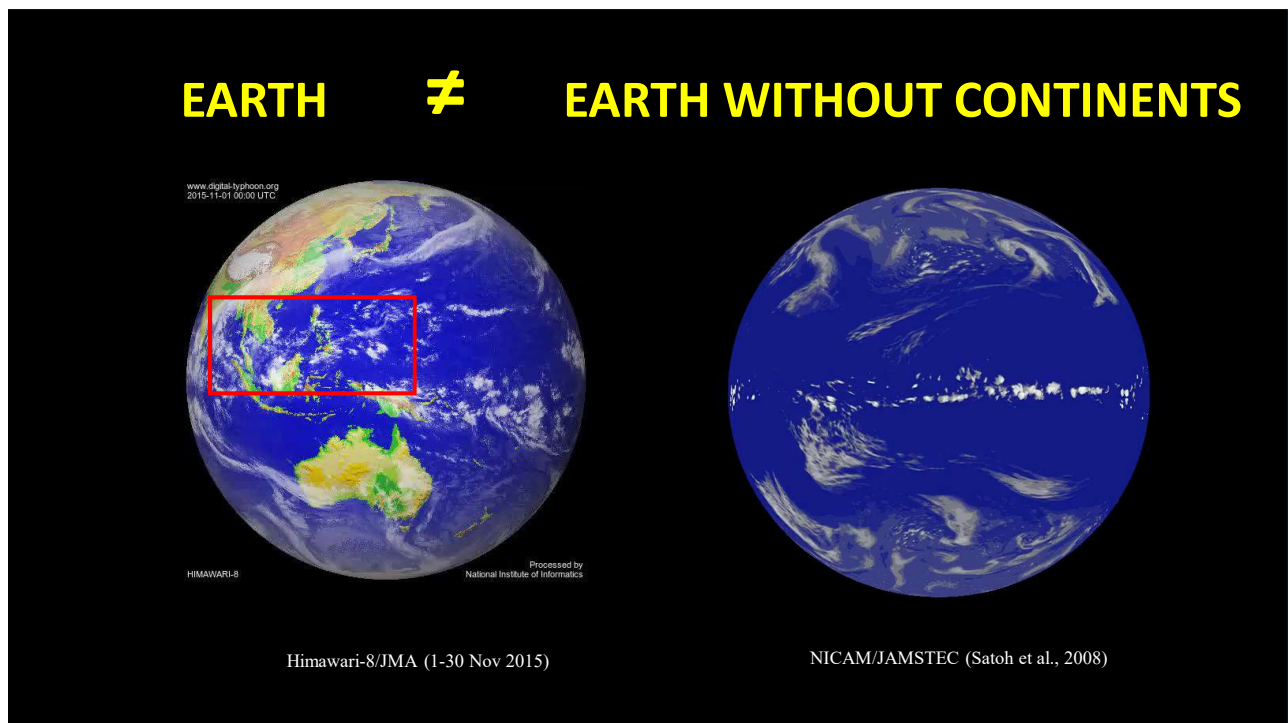 EARTH ≠ EARTH WITHOUT CONTINENTS
www.digital-typhoon.org
2015-11-01 00:00 UTC
HIMAWARI-8
Processed by
National Institute of Informatics
Himawari-8/JMA (1-30 Nov 2015)
NICAM/JAMSTEC (Satoh et al., 2008)